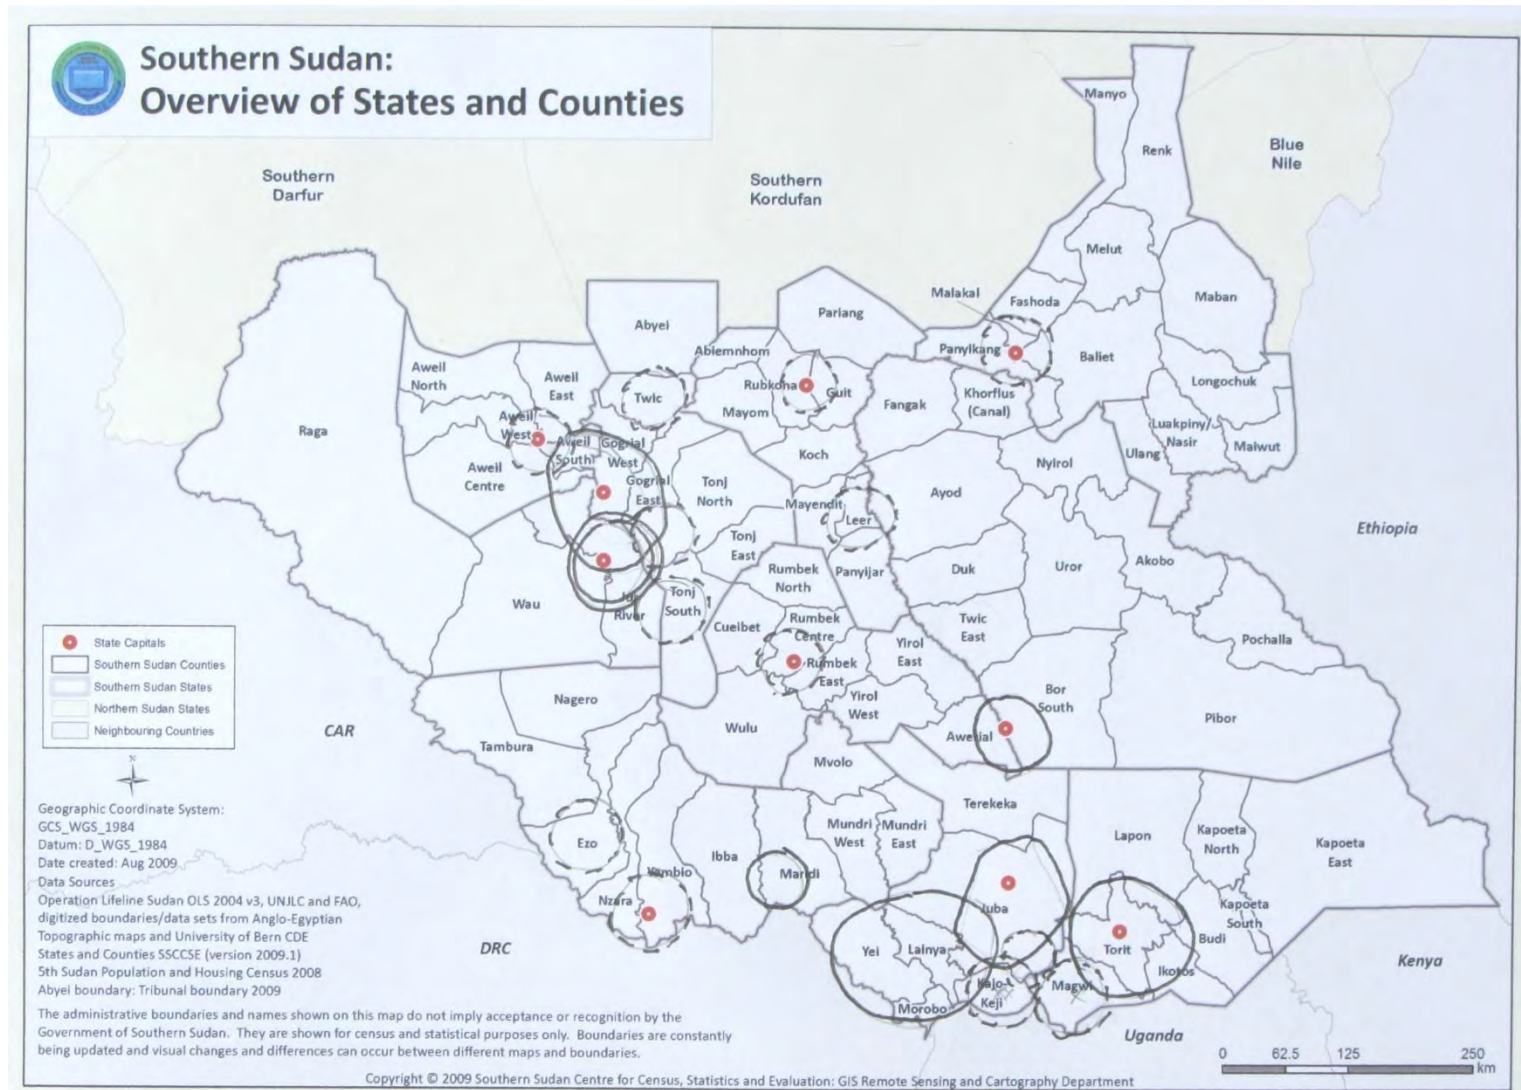 Southern Sudan:
Overview of States and Counties
Manyo
Renk
Blue
Nile
Southern
Darfur
Southern
Kordufan
Melut
Maban
Malakal
Fashoda
Pariang
Abyei
Abiemnhom
Panyikang
Baliet
Aweil
North
Aweil
East
Twic
Rubkona
Guit
Mayom
Fangak
Khorflus
(Canal)
Longochuk
Raga
Aweil
West
Aweil
South
Gogrial
West
Luakpiny/
Nasir
Maiwut
Ulang
Koch
Nyirol
Aweil
Centre
Gogrial
East
Tonj
North
Mayendit
Leer
Ayod
Ethiopia
Tonj
East
Panyijar
Duk
Uror
Akobo
Rumbek
North
Wau
Jur
River
Tonj
South
Cueibet
Rumbek
Centre
Twic
East
Pochalla
Yirol
East
Rumbek
East
State Capitals
Southern Sudan Counties
Southern Sudan States
Northern Sudan States
Neighbouring Countries
Nagero
Yirol
West
Bor
South
Pibor
CAR
Tambura
Wulu
Awerial
Mvolo
N
Terekeka
Geographic Coordinate System:
GCS_WGS_1984
Datum: D_WGS_1984
Date created: Aug 2009
Data Sources
Operation Lifeline Sudan OLS 2004 v3, UNJLC and FAO,
digitized boundaries/data sets from Anglo-Egyptian
Topographic maps and University of Bern CDE
States and Counties SSCCSE (version 2009.1)
5th Sudan Population and Housing Census 2008
Abyei boundary: Tribunal boundary 2009
Ezo
Yambio
Ibba
Maridi
Mundri
West
Mundri
East
Lapon
Kapoeta
North
Kapoeta
East
Nzara
Juba
Kapoeta
South
DRC
Yei
Lainya
Torit
Budi
Ikotos
Kenya
Kajo-
Keji
Magwi
Morobo
Uganda
The administrative boundaries and names shown on this map do not imply acceptance or recognition by the
Government of Southern Sudan. They are shown for census and statistical purposes only. Boundaries are constantly
being updated and visual changes and differences can occur between different maps and boundaries.
0 62.5 125 250
km
Copyright © 2009 Southern Sudan Centre for Census, Statistics and Evaluation: GIS Remote Sensing and Cartography Department